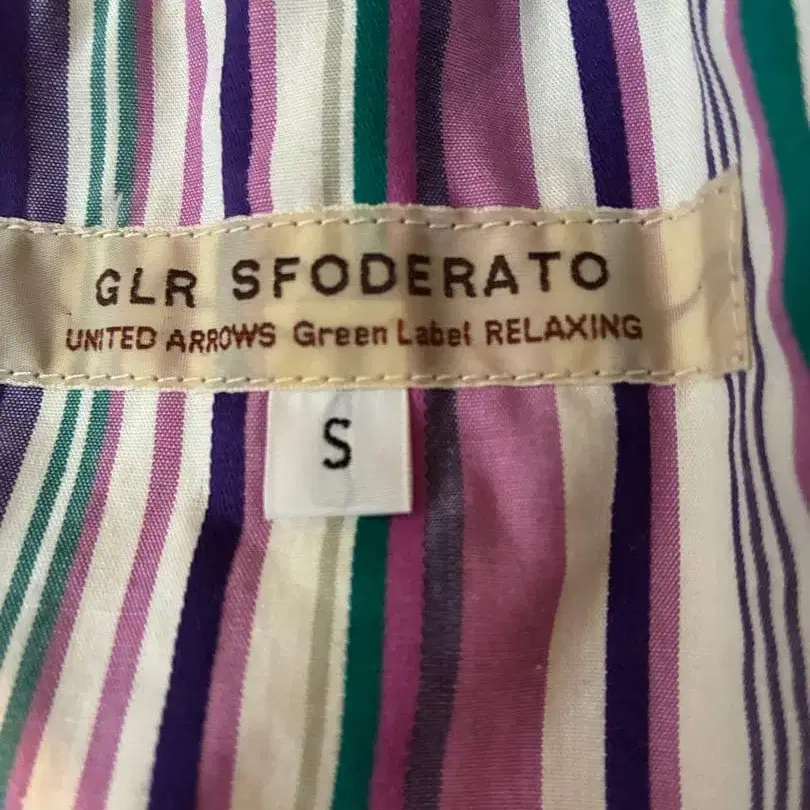 GLR SFODERATO
UNITED ARROWS Green Label RELAXING
S